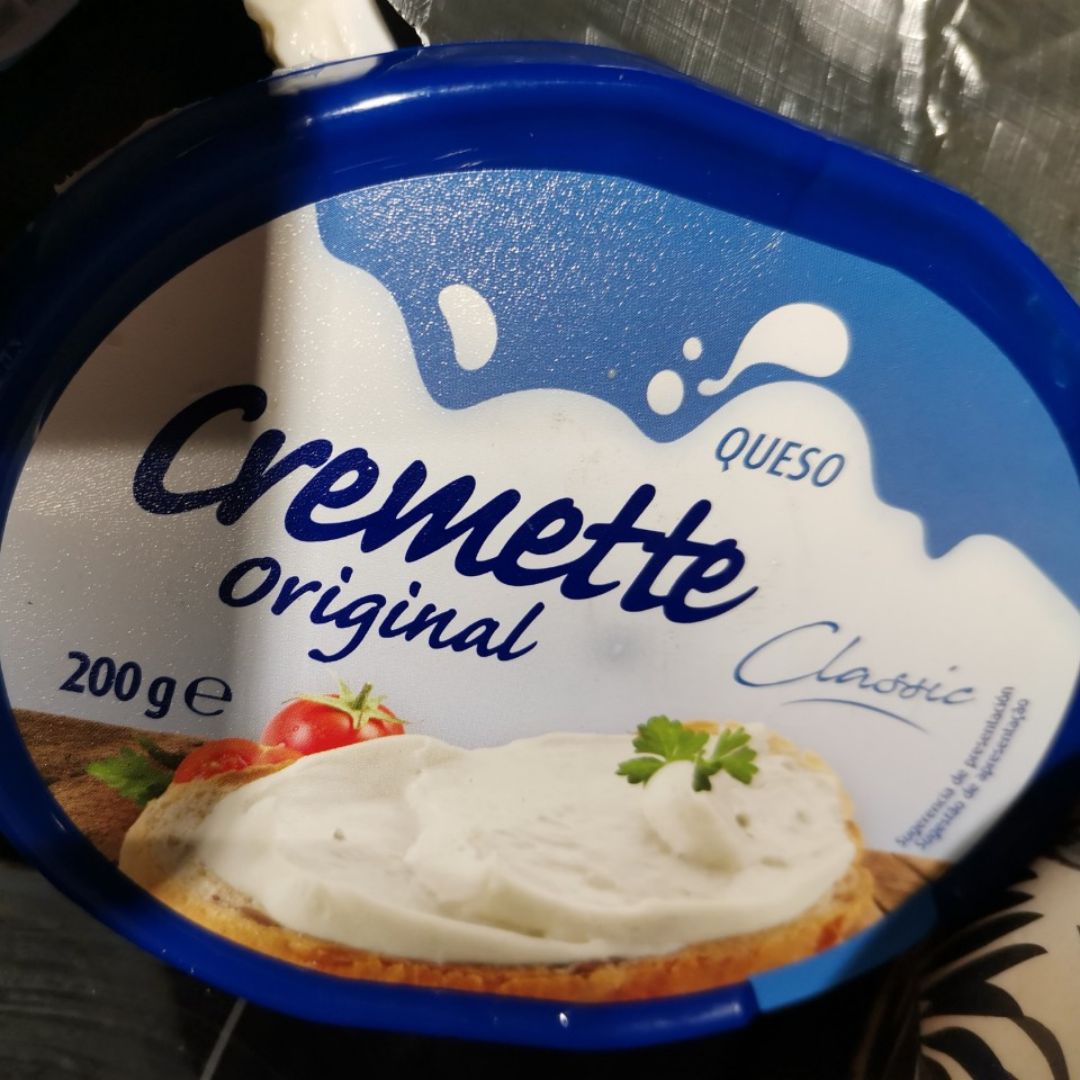 QUESO
Cremette
Original
Classic
200 g ℮
Sugerencia de presentación
Sugestão de apresentação